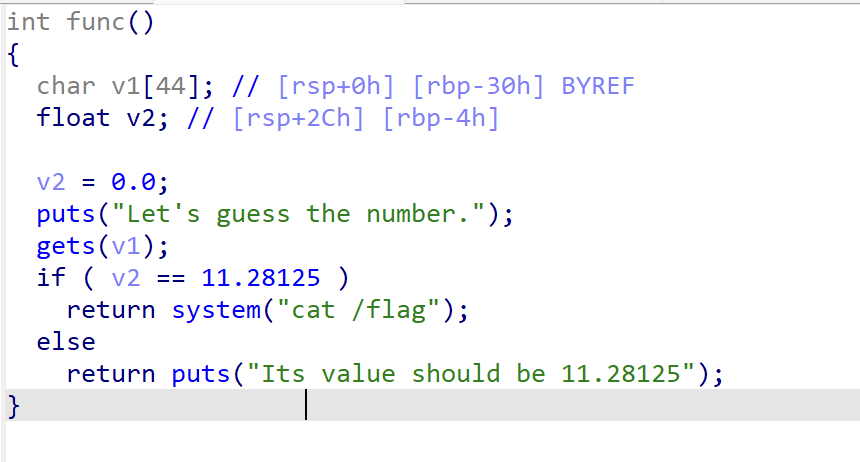 int func()
{
  char v1[44]; // [rsp+0h] [rbp-30h] BYREF
  float v2; // [rsp+2Ch] [rbp-4h]

  v2 = 0.0;
  puts("Let's guess the number.");
  gets(v1);
  if ( v2 == 11.28125 )
    return system("cat /flag");
  else
    return puts("Its value should be 11.28125");
}